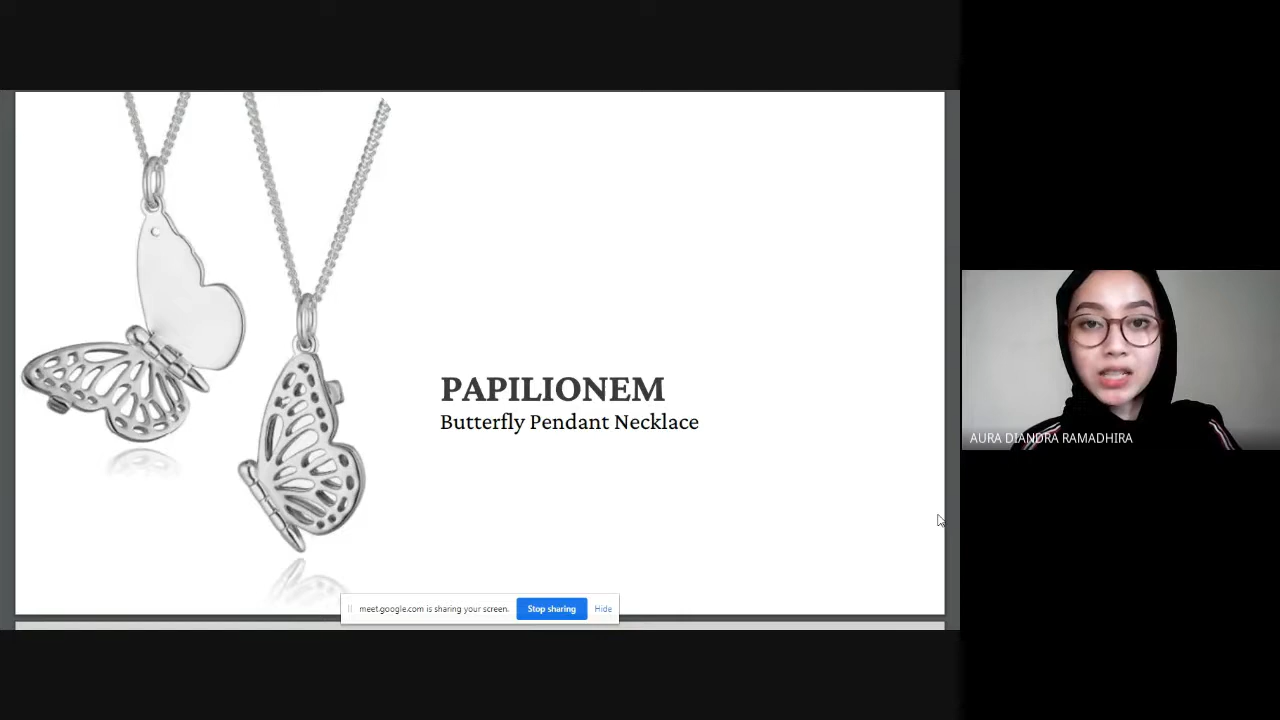 PAPILIONEM
Butterfly Pendant Necklace
AURA DIANDRA RAMADHIRA
meet.google.com is sharing your screen.
Stop sharing
Hide